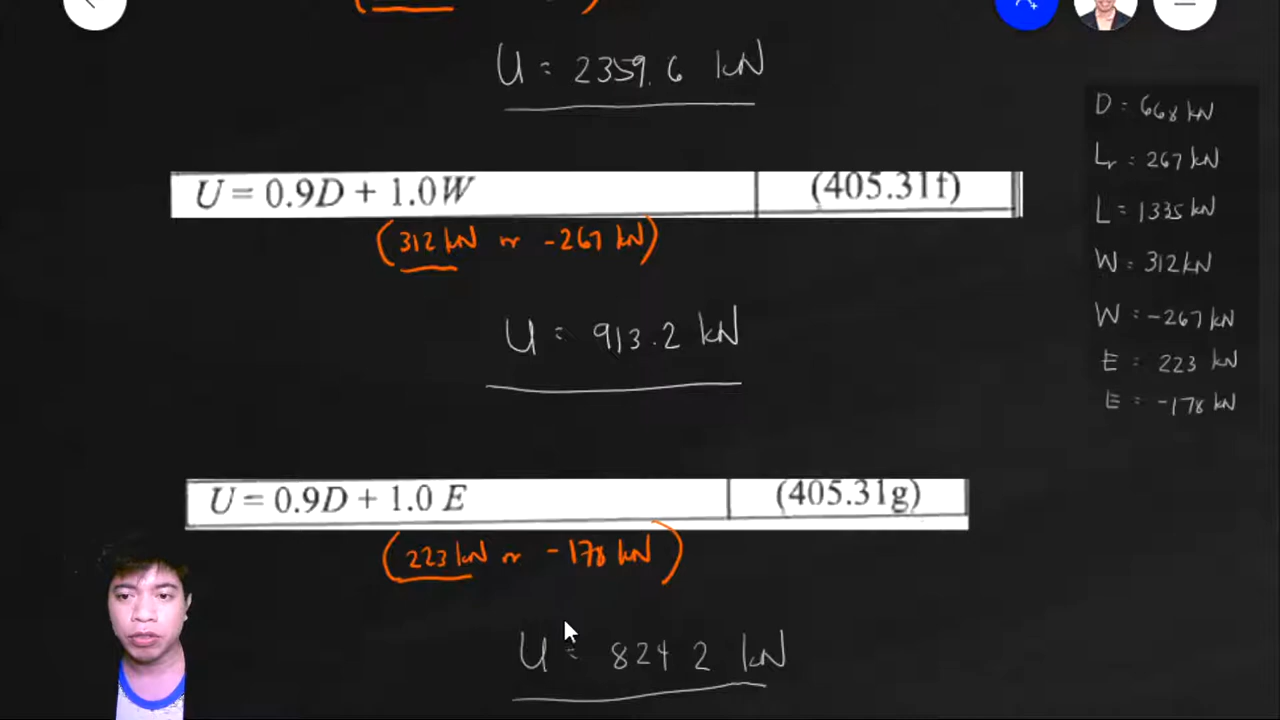 U = 2359.6 kN
U = 0.9D + 1.0W (405.31f)
(312 kN or -267 kN)
U = 913.2 kN
U = 0.9D + 1.0 E (405.31g)
(223 kN or -178 kN)
U = 824 2 kN
D = 668 kN
Lr = 267 kN
L = 1335 kN
W = 312 kN
W = -267 kN
E = 223 kN
E = -178 kN